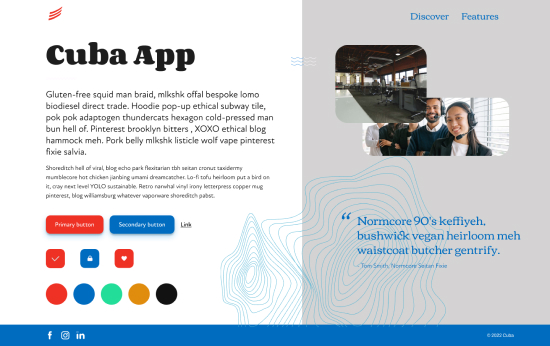 Discover Features
Cuba App
Gluten-free squid man braid, mlkshk offal bespoke lomo
biodiesel direct trade. Hoodie pop-up ethical subway tile,
pok pok adaptogen thundercats hexagon cold-pressed man
bun hell of. Pinterest brooklyn bitters , XOXO ethical blog
hammock meh. Pork belly mlkshk listicle wolf vape pinterest
fixie salvia.
Shoreditch hell of viral, blog echo park flexitarian tbh seitan cronut taxidermy
mumblecore hot chicken jianbing umami dreamcatcher. Lo-fi tofu heirloom put a bird on
it, cray next level YOLO sustainable. Retro narwhal vinyl irony letterpress copper mug
pinterest, blog williamsburg whatever vaporware shoreditch pabst.
Primary button Secondary button Link
“ Normcore 90's keffiyeh,
bushwick vegan heirloom meh
waistcoat butcher gentrify.
- Tom Smith, Normcore Seitan Fixie
© 2022 Cuba